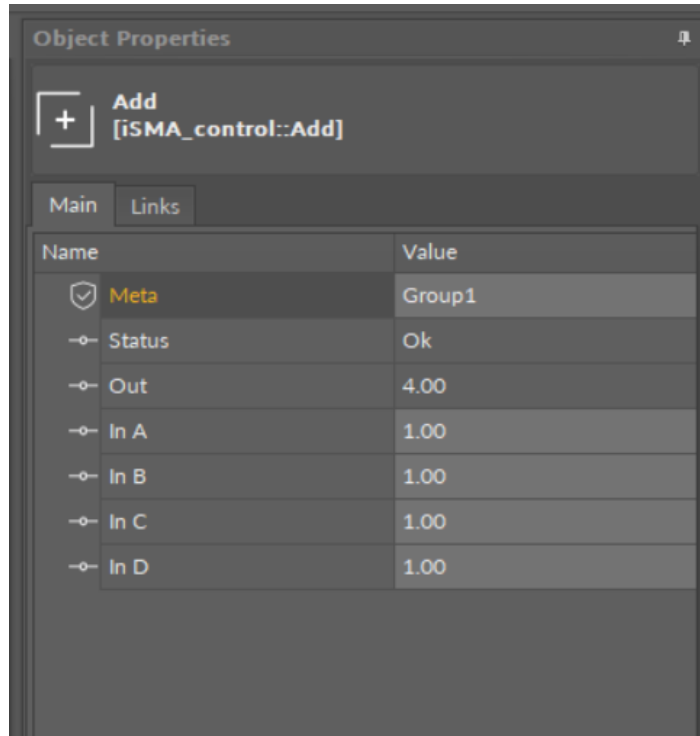 Object Properties
Add
[iSMA_control::Add]
Main Links
Name Value
Meta Group1
Status Ok
Out 4.00
In A 1.00
In B 1.00
In C 1.00
In D 1.00